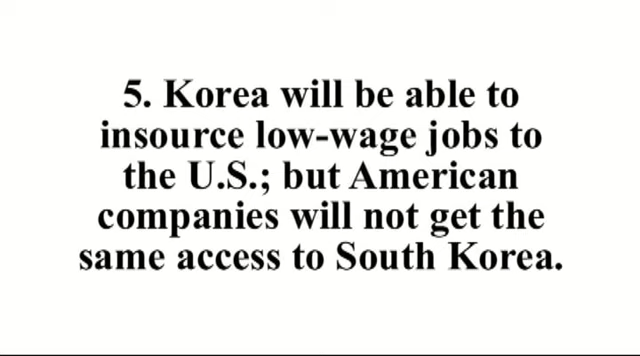 5. Korea will be able to
insource low-wage jobs to
the U.S.; but American
companies will not get the
same access to South Korea.